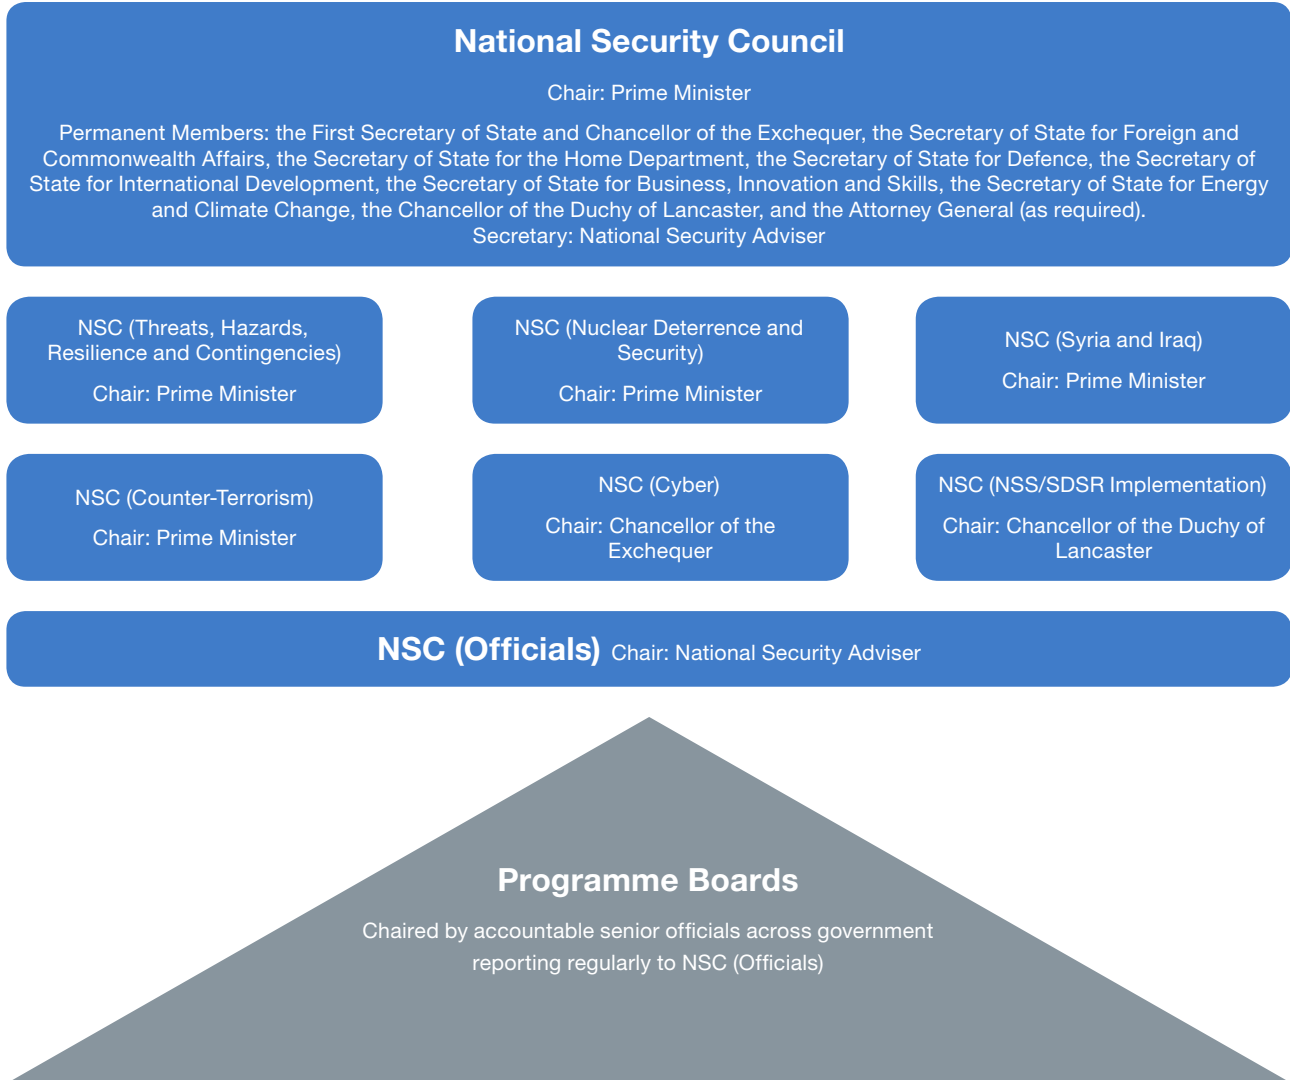 National Security Council
Chair: Prime Minister
Permanent Members: the First Secretary of State and Chancellor of the Exchequer, the Secretary of State for Foreign and
Commonwealth Affairs, the Secretary of State for the Home Department, the Secretary of State for Defence, the Secretary of
State for International Development, the Secretary of State for Business, Innovation and Skills, the Secretary of State for Energy
and Climate Change, the Chancellor of the Duchy of Lancaster, and the Attorney General (as required).
Secretary: National Security Adviser
NSC (Threats, Hazards,
Resilience and Contingencies)
Chair: Prime Minister
NSC (Nuclear Deterrence and
Security)
Chair: Prime Minister
NSC (Syria and Iraq)
Chair: Prime Minister
NSC (Counter-Terrorism)
Chair: Prime Minister
NSC (Cyber)
Chair: Chancellor of the
Exchequer
NSC (NSS/SDSR Implementation)
Chair: Chancellor of the Duchy of
Lancaster
NSC (Officials) Chair: National Security Adviser
Programme Boards
Chaired by accountable senior officials across government
reporting regularly to NSC (Officials)